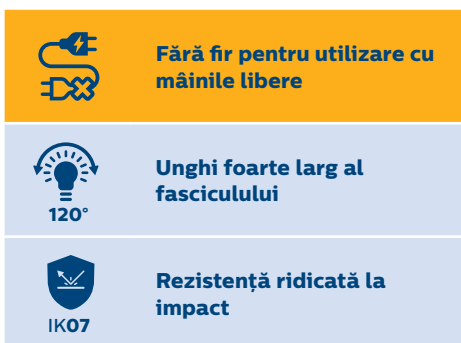 Fără fir pentru utilizare cu
mâinile libere
120°
Unghi foarte larg al
fasciculului
IK07
Rezistență ridicată la
impact